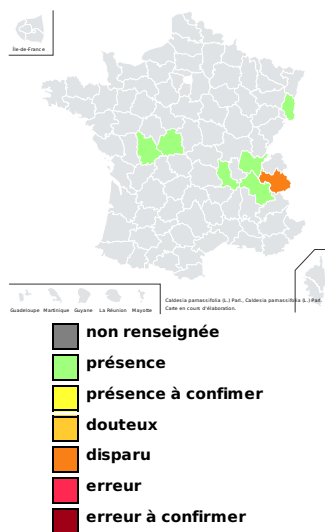 Île-de-France
Guadeloupe Martinique Guyane La Réunion Mayotte
Caldesia parnassifolia (L.) Parl., Caldesia parnassifolia (L.) Parl.
Carte en cours d'élaboration.
non renseignée
présence
présence à confimer
douteux
disparu
erreur
erreur à confirmer